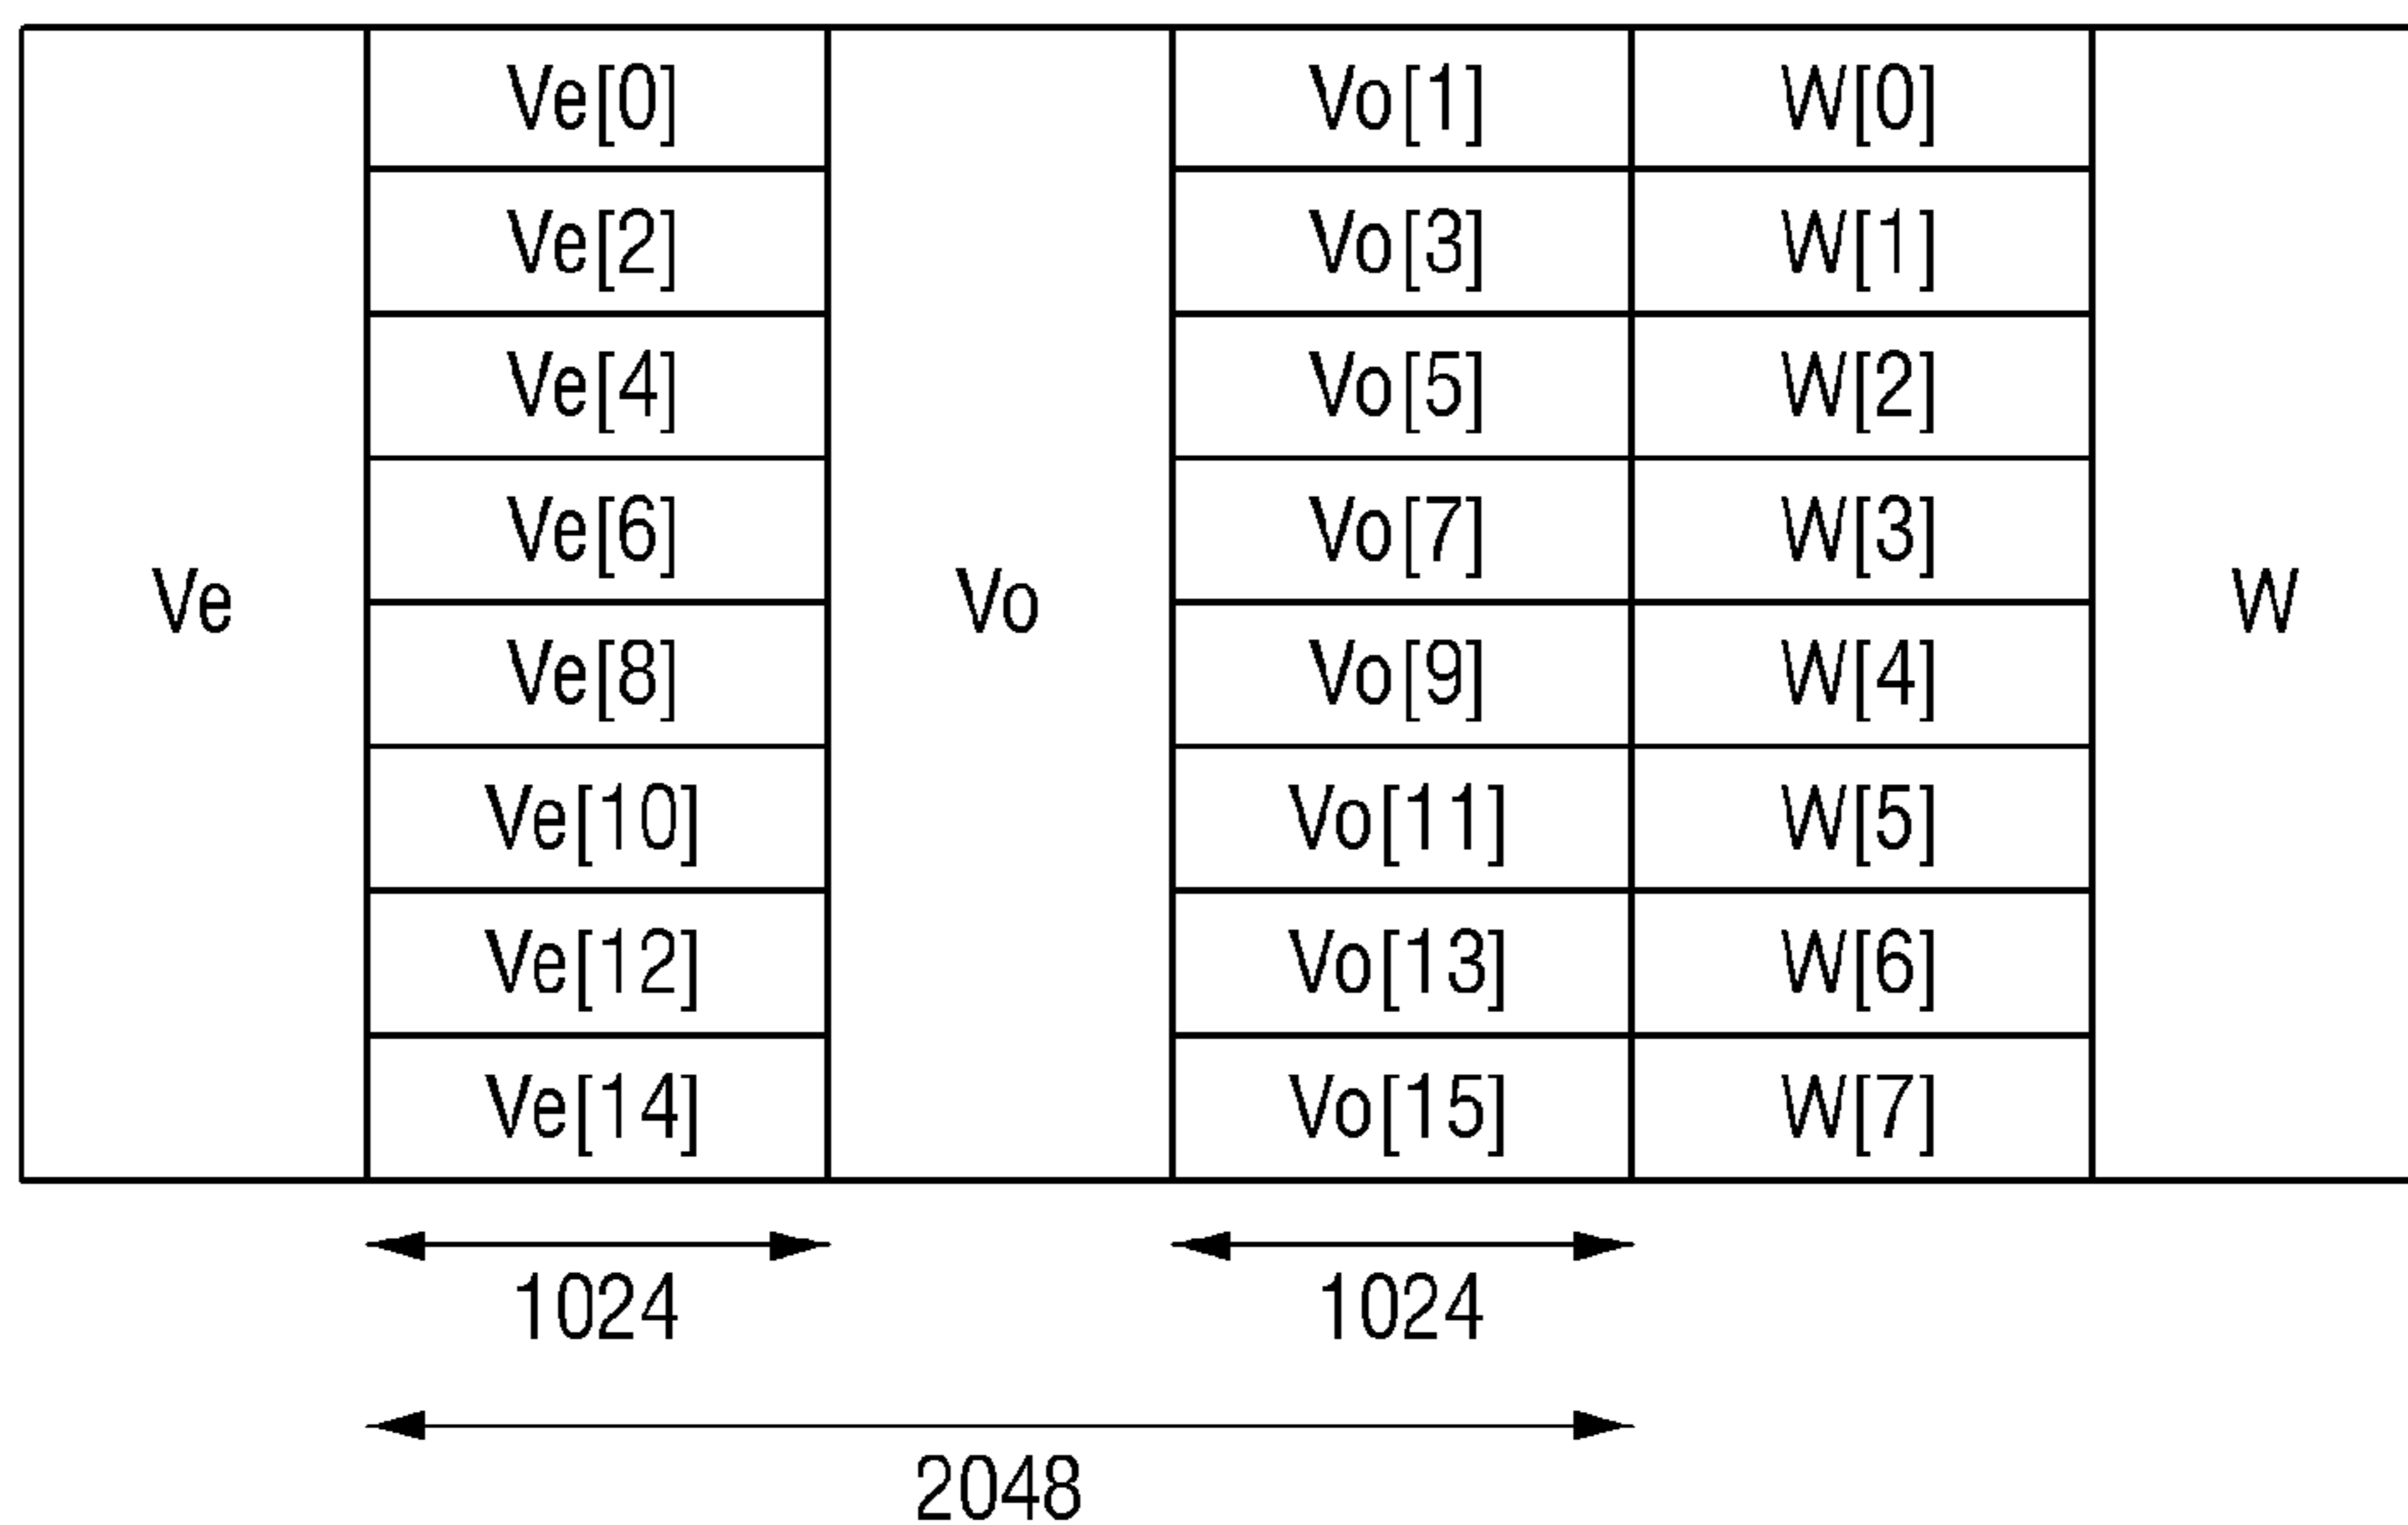 Ve[0] Vo[1] W[0]
Ve[2] Vo[3] W[1]
Ve[4] Vo[5] W[2]
Ve[6] Vo[7] W[3]
Ve Vo W
Ve[8] Vo[9] W[4]
Ve[10] Vo[11] W[5]
Ve[12] Vo[13] W[6]
Ve[14] Vo[15] W[7]
1024 1024
2048